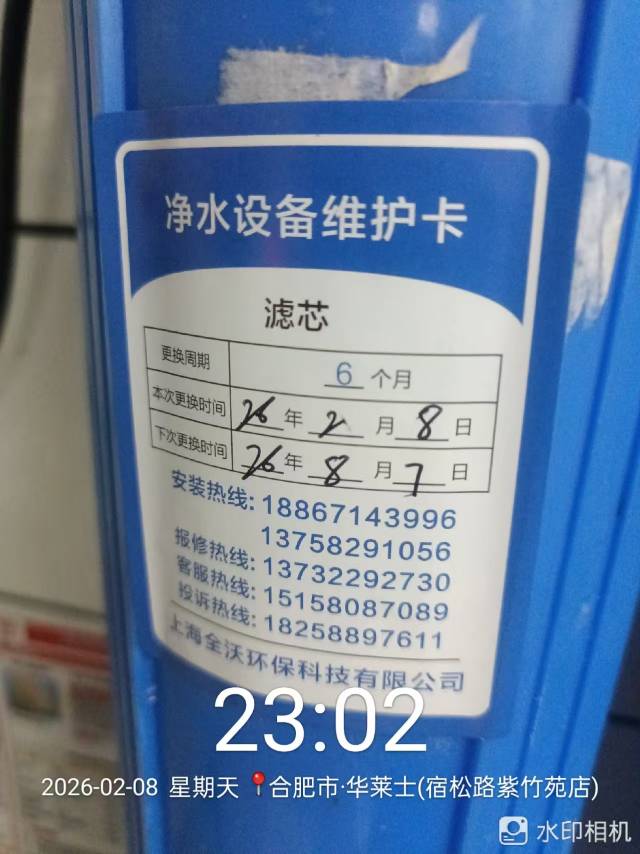 净水设备维护卡
滤芯
更换周期 6 个月
本次更换时间 26 年 2 月 8 日
下次更换时间 26 年 8 月 7 日
安装热线: 18867143996
13758291056
报修热线: 13732292730
客服热线: 15158087089
投诉热线: 18258897611
上海全沃环保科技有限公司
23:02
2026-02-08 星期天 📍合肥市·华莱士(宿松路紫竹苑店)
水印相机